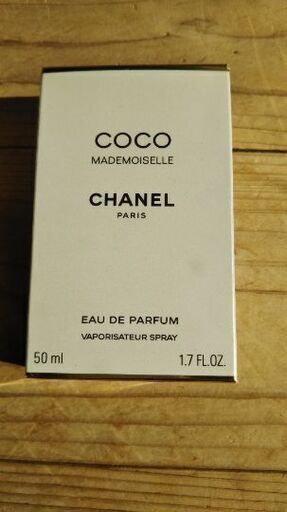 COCO
MADEMOISELLE
CHANEL
PARIS
EAU DE PARFUM
VAPORISATEUR SPRAY
50 ml 1.7 FL.OZ.